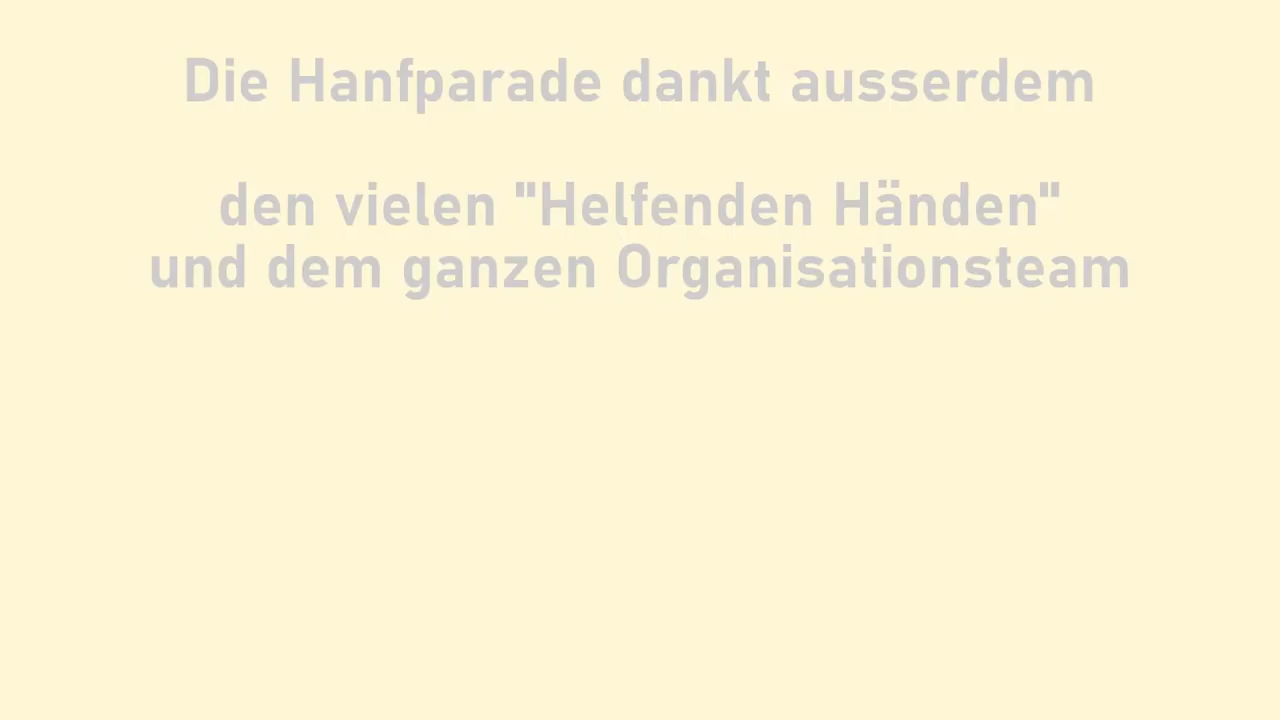 Die Hanfparade dankt ausserdem
den vielen "Helfenden Händen"
und dem ganzen Organisationsteam